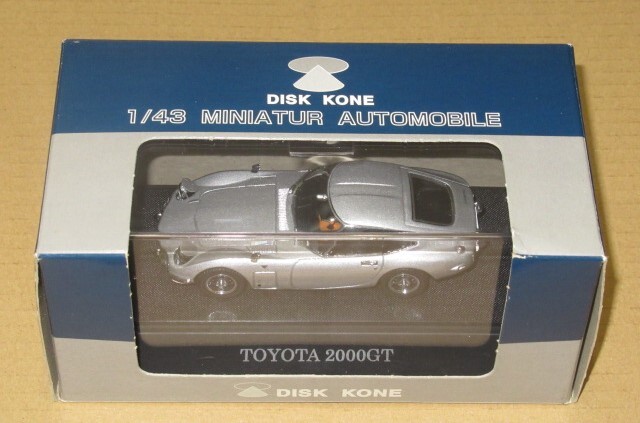 DISK KONE
1/43 MINIATUR AUTOMOBILE
TOYOTA 2000GT
DISK KONE